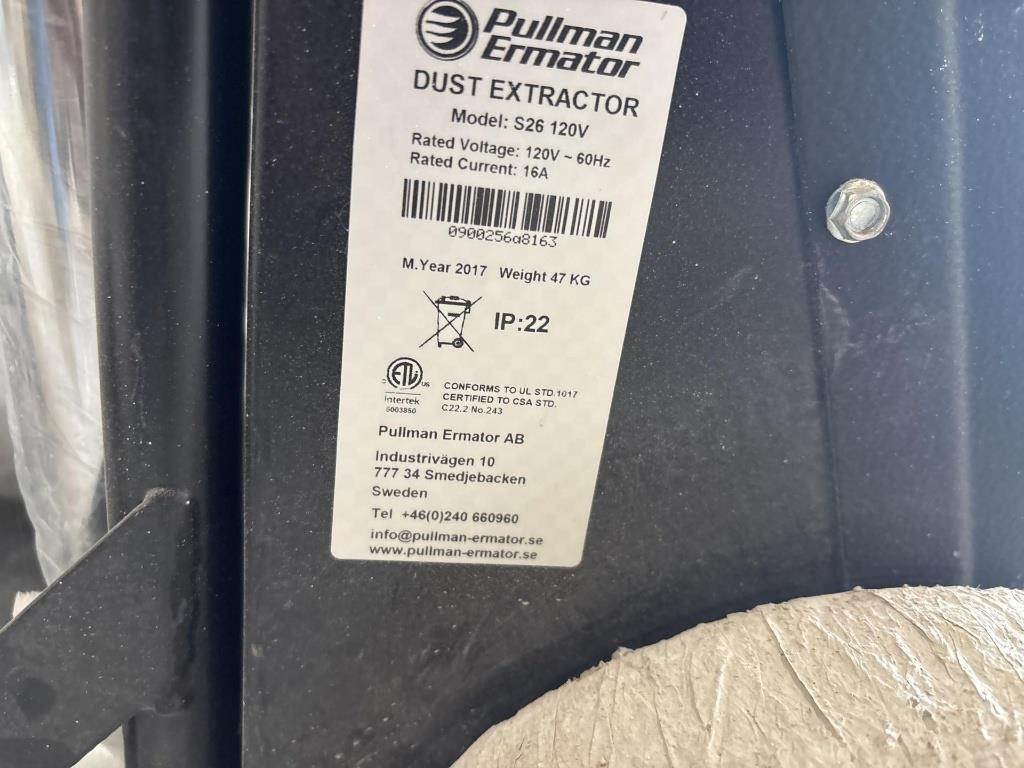 Pullman
Ermator
DUST EXTRACTOR
Model: S26 120V
Rated Voltage: 120V ~ 60Hz
Rated Current: 16A
0900256a8163
M.Year 2017 Weight 47 KG
IP:22
ETL US
Intertek
5003850
CONFORMS TO UL STD.1017
CERTIFIED TO CSA STD.
C22.2 No.243
Pullman Ermator AB
Industrivägen 10
777 34 Smedjebacken
Sweden
Tel +46(0)240 660960
info@pullman-ermator.se
www.pullman-ermator.se